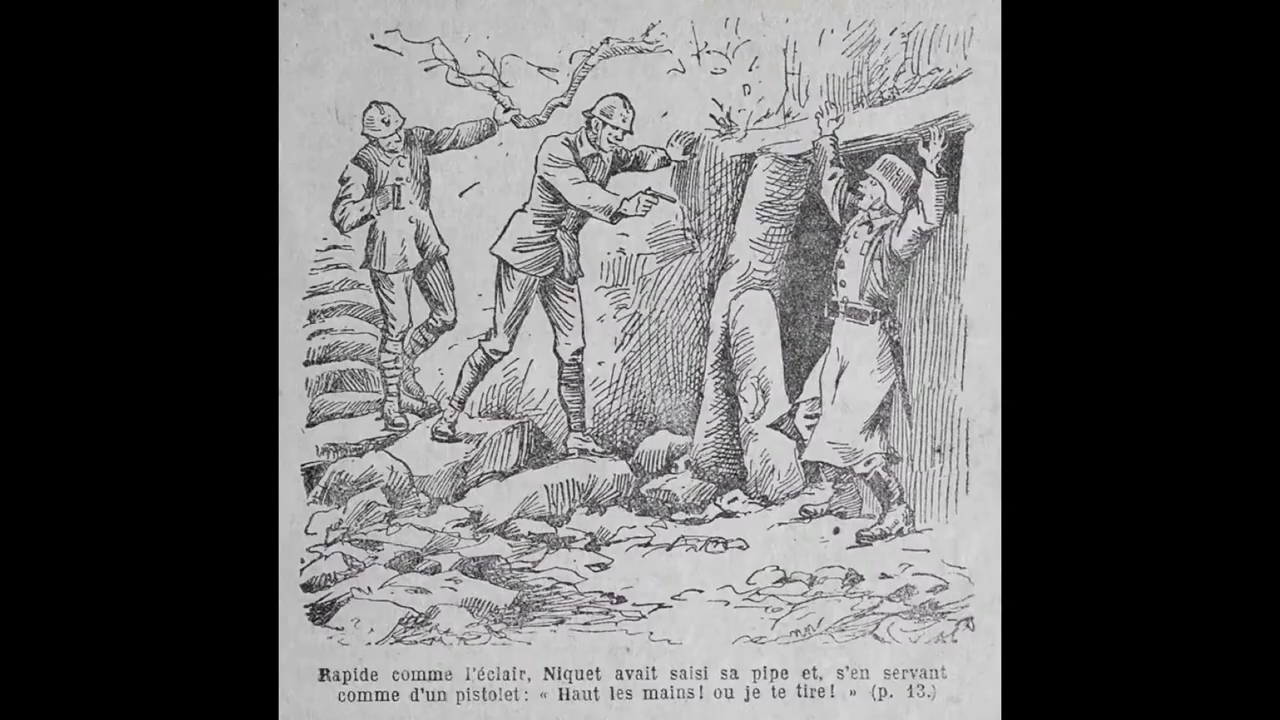 Rapide comme l'éclair, Niquet avait saisi sa pipe et, s'en servant
comme d'un pistolet : « Haut les mains! ou je te tire! » (p. 13.)